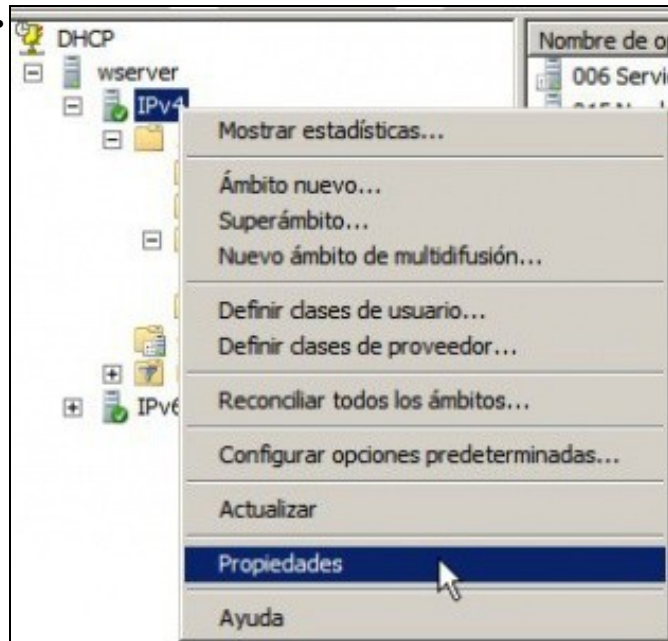 DHCP
wserver
IPv4
Nombre de
006 Servi
Mostrar estadísticas...
Ámbito nuevo...
Superámbito...
Nuevo ámbito de multidifusión...
Definir clases de usuario...
Definir clases de proveedor...
Reconciliar todos los ámbitos...
IPv6
Configurar opciones predeterminadas...
Actualizar
Propiedades
Ayuda